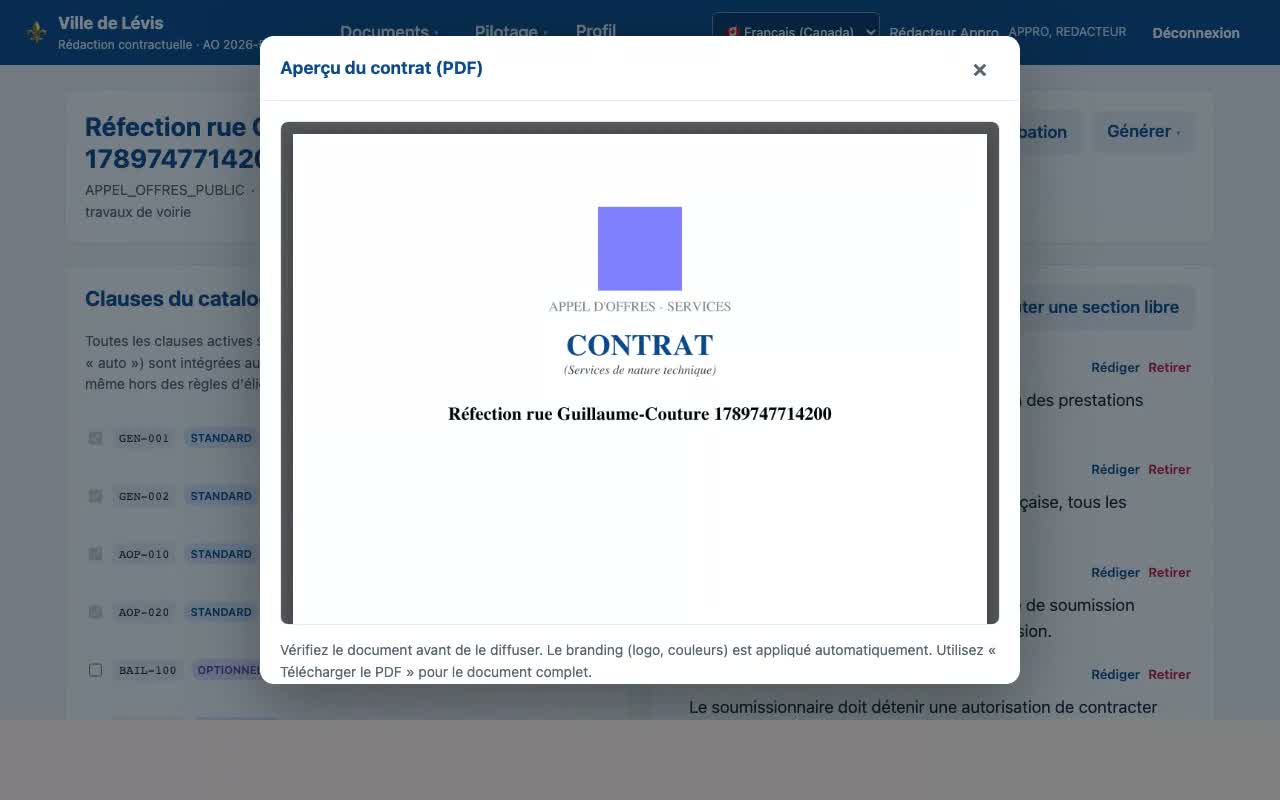 Ville de Lévis
Rédaction contractuelle · AO 2026-
Documents
Pilotage
Profil
Français (Canada)
Rédacteur Appro
APPRO, REDACTEUR
Déconnexion
Aperçu du contrat (PDF)
×
Réfection rue
178974771420
APPEL_OFFRES_PUBLIC ·
travaux de voirie
Générer
APPEL D'OFFRES - SERVICES
CONTRAT
(Services de nature technique)
Réfection rue Guillaume-Couture 1789747714200
Clauses du catalo
Toutes les clauses actives
« auto ») sont intégrées au
même hors des règles d'éli
GEN-001 STANDARD
GEN-002 STANDARD
AOP-010 STANDARD
AOP-020 STANDARD
BAIL-100 OPTIONNE
ter une section libre
Rédiger Retirer
des prestations
Rédiger Retirer
çaise, tous les
Rédiger Retirer
de soumission
sion.
Rédiger Retirer
Le soumissionnaire doit détenir une autorisation de contracter
Vérifiez le document avant de le diffuser. Le branding (logo, couleurs) est appliqué automatiquement. Utilisez «
Télécharger le PDF » pour le document complet.